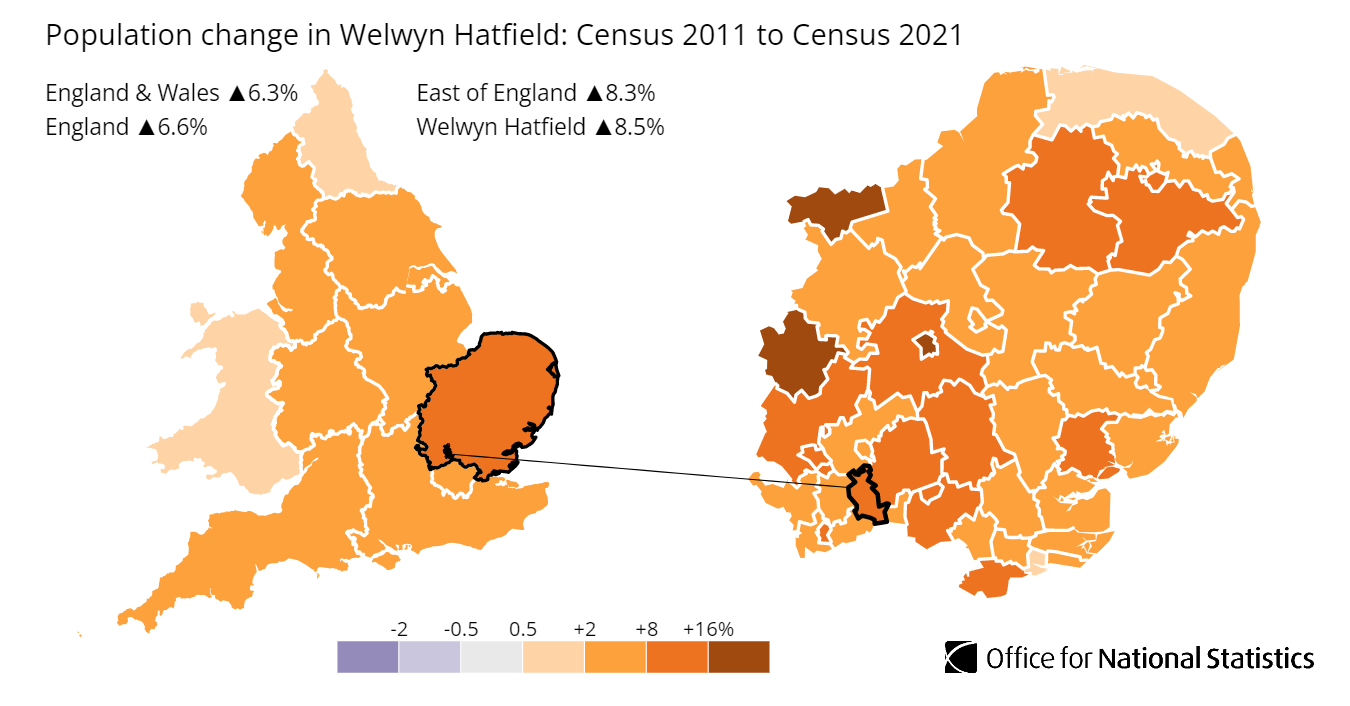 Population change in Welwyn Hatfield: Census 2011 to Census 2021
England & Wales ▲6.3%
England ▲6.6%
East of England ▲8.3%
Welwyn Hatfield ▲8.5%
-2 -0.5 0.5 +2 +8 +16%
Office for National Statistics